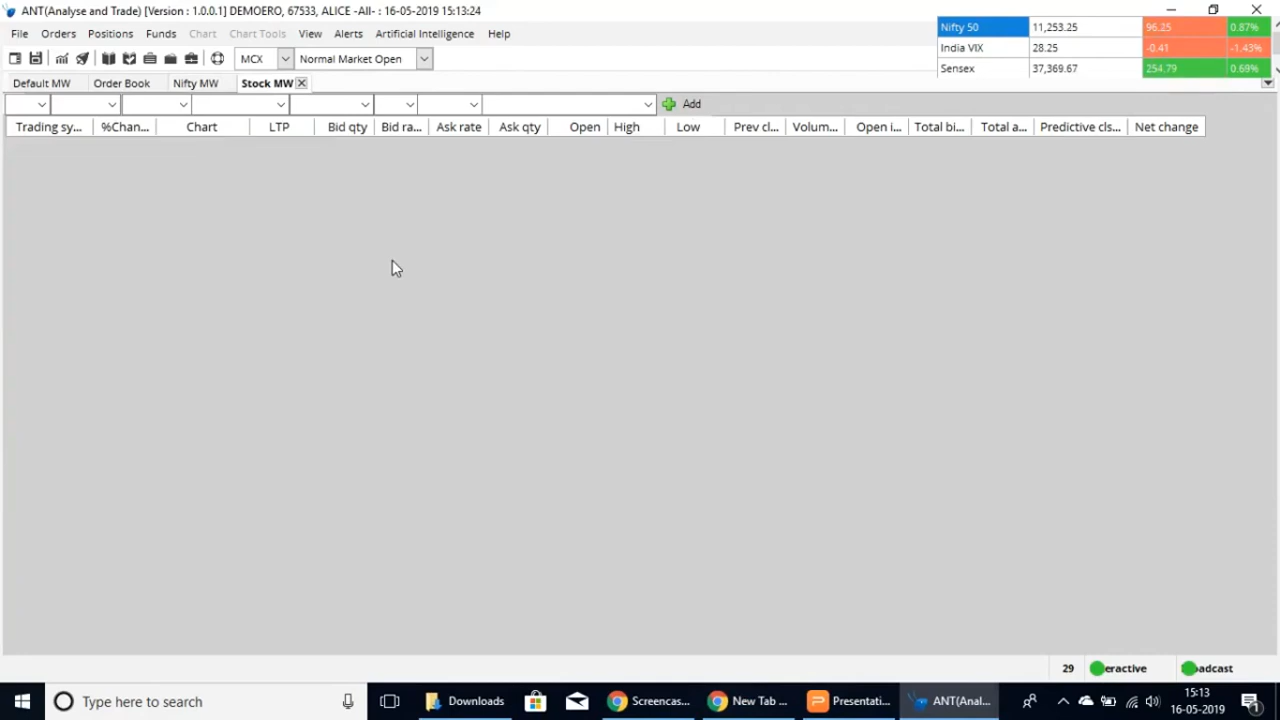 ANT(Analyse and Trade) [Version : 1.0.0.1] DEMOERO, 67533, ALICE -All- : 16-05-2019 15:13:24
File Orders Positions Funds Chart Chart Tools View Alerts Artificial Intelligence Help
Nifty 50 11,253.25 96.25 0.87%
India VIX 28.25 -0.41 -1.43%
Sensex 37,369.67 254.79 0.69%
MCX Normal Market Open
Default MW Order Book Nifty MW Stock MW
Add
Trading sy... %Chan... Chart LTP Bid qty Bid ra... Ask rate Ask qty Open High Low Prev cl... Volum... Open i... Total bi... Total a... Predictive cls... Net change
29 eractive adcast
Type here to search Downloads Screencas... New Tab ... Presentati... ANT(Anal... 15:13
16-05-2019 1